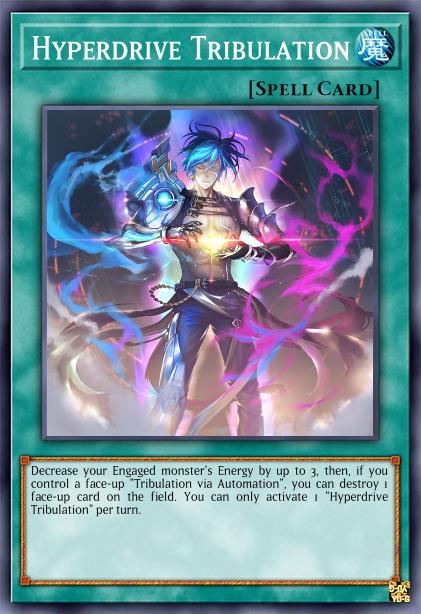 Hyperdrive Tribulation
SPELL
魔
[Spell Card]
Decrease your Engaged monster's Energy by up to 3, then, if you
control a face-up "Tribulation via Automation", you can destroy 1
face-up card on the field. You can only activate 1 "Hyperdrive
Tribulation" per turn.